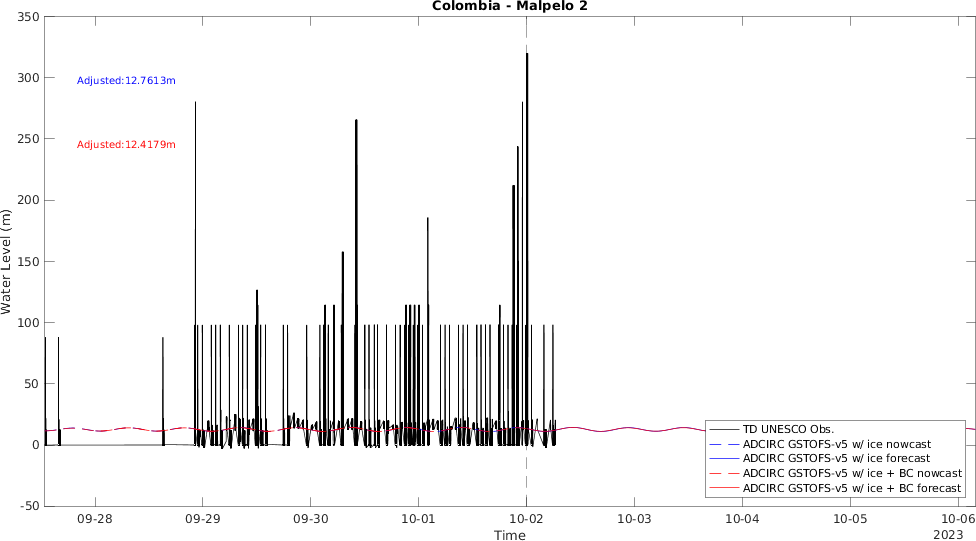 Colombia - Malpelo 2
350
300
250
200
150
100
50
0
-50
Water Level (m)
Adjusted:12.7613m
Adjusted:12.4179m
TD UNESCO Obs.
ADCIRC GSTOFS-v5 w/ ice nowcast
ADCIRC GSTOFS-v5 w/ ice forecast
ADCIRC GSTOFS-v5 w/ ice + BC nowcast
ADCIRC GSTOFS-v5 w/ ice + BC forecast
09-28 09-29 09-30 10-01 10-02 10-03 10-04 10-05 10-06
Time
2023